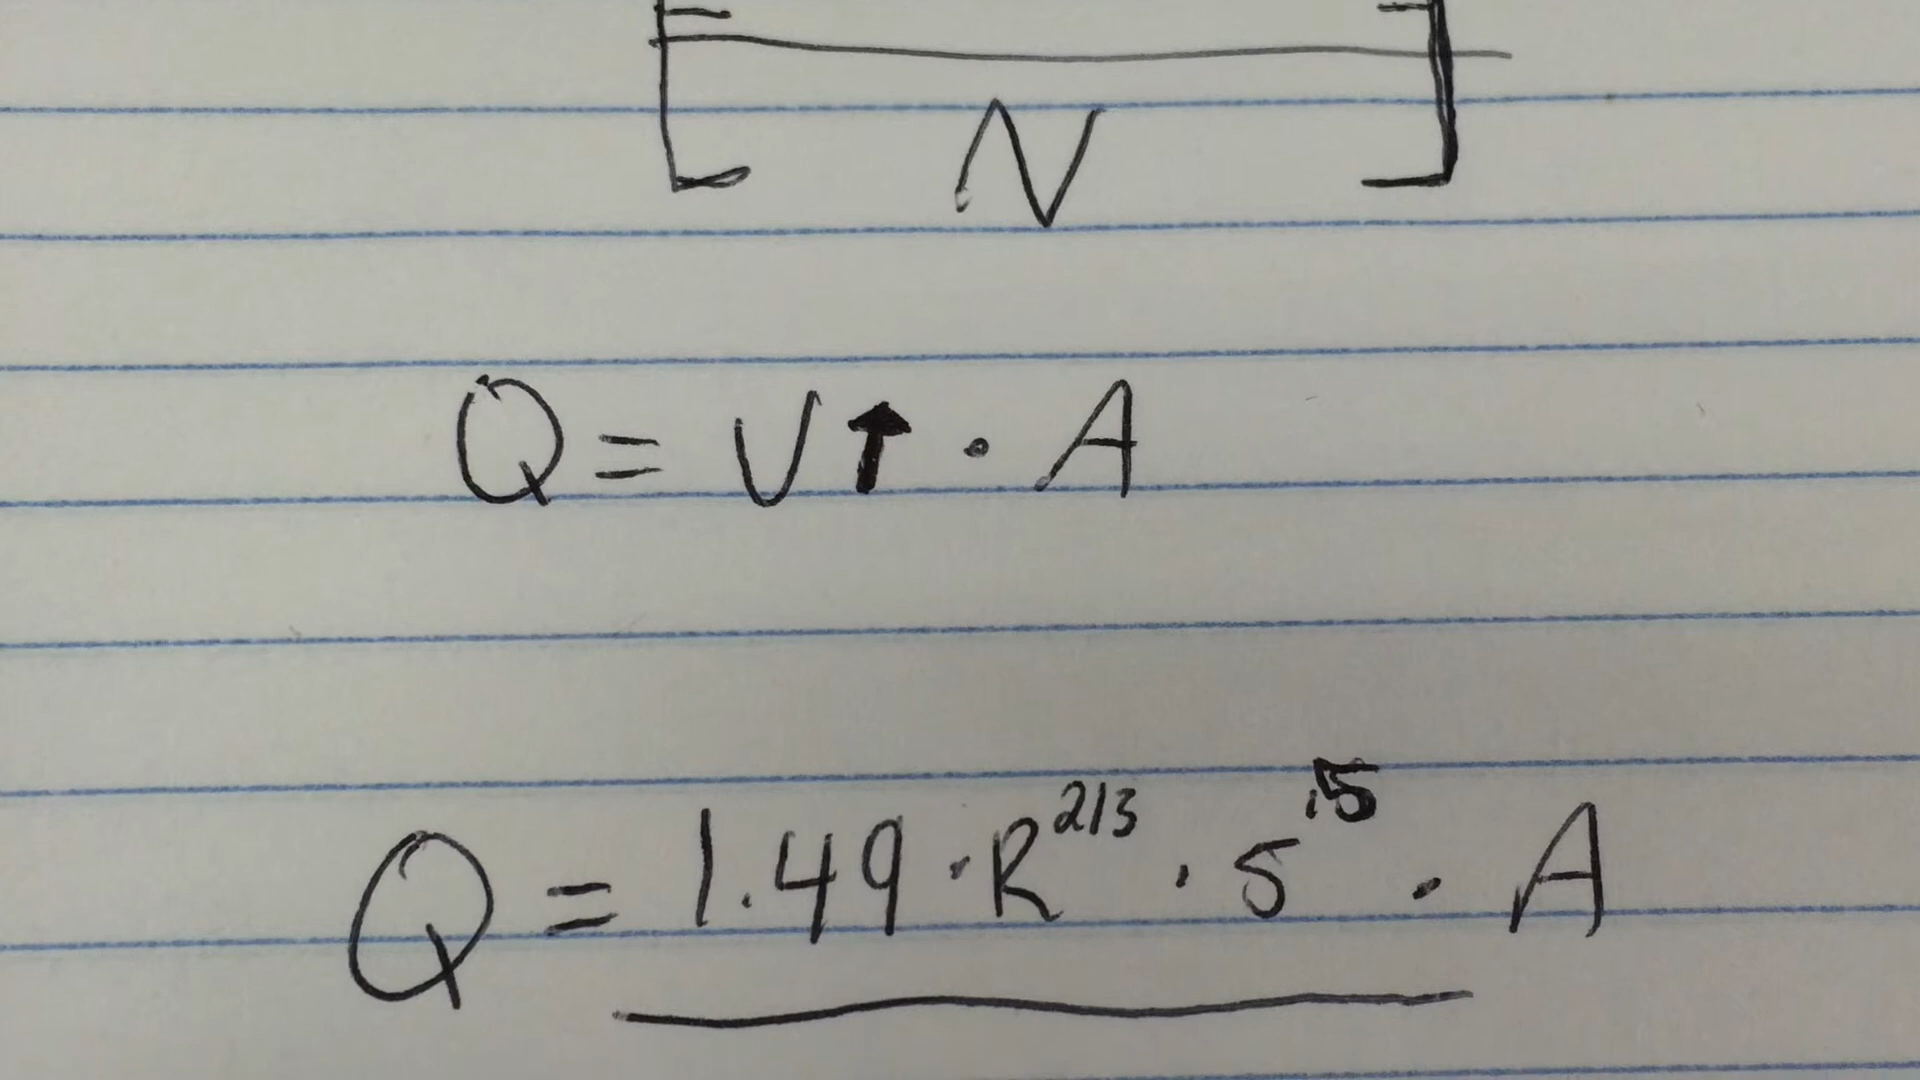 N
Q = V↑ · A
Q = 1.49 · R^2/3 · S^.5 · A